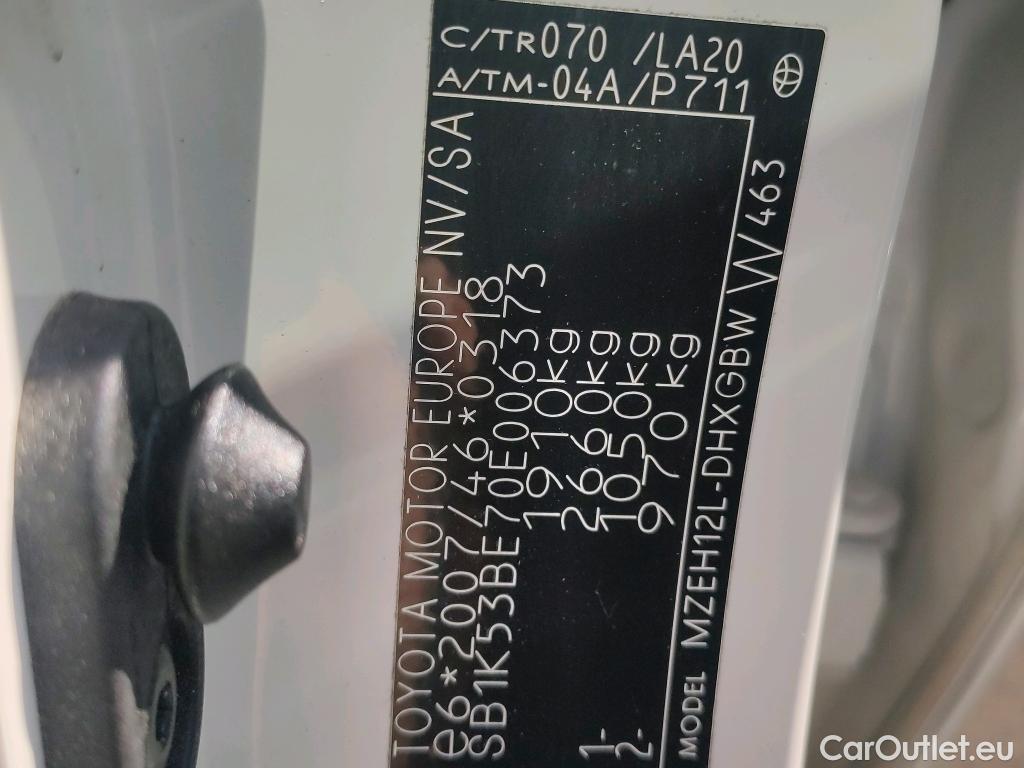 TOYOTA MOTOR EUROPE NV/SA
e6*2007/46*0318
SB1K53BE70E006373
1910kg
2660kg
1- 1050kg
2- 970kg
MODEL MZEH12L-DHXGBW W463
C/TR070 /LA20
A/TM-04A/P711
CarOutlet.eu